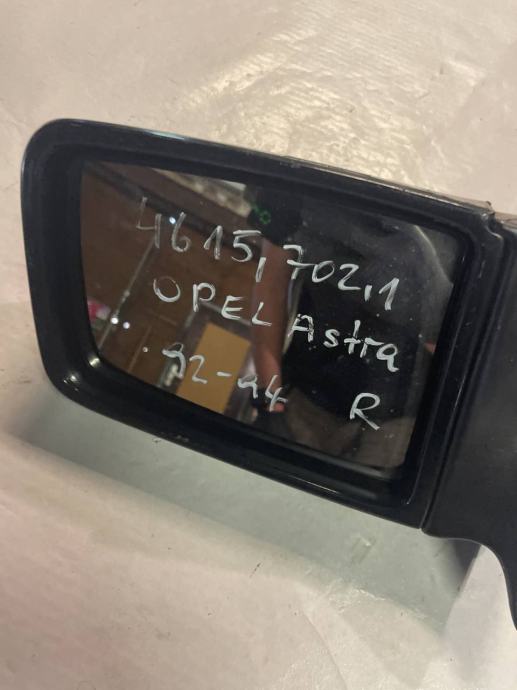 4615,702,1
OPEL Astra
. 92-94 R